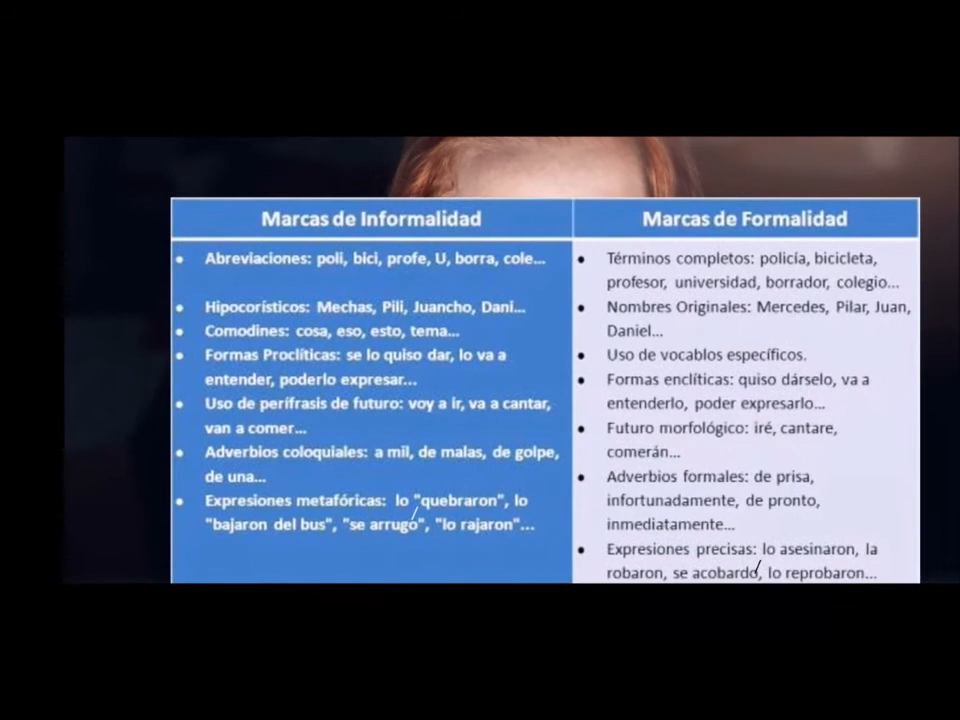 Marcas de Informalidad
Abreviaciones: poli, bici, profe, U, borra, cole...
Hipocorísticos: Mechas, Pili, Juancho, Dani...
Comodines: cosa, eso, esto, tema...
Formas Proclíticas: se lo quiso dar, lo va a
entender, poderlo expresar...
Uso de perífrasis de futuro: voy a ir, va a cantar,
van a comer...
Adverbios coloquiales: a mil, de malas, de golpe,
de una...
Expresiones metafóricas: lo "quebraron", lo
"bajaron del bus", "se arrugó", "lo rajaron"...
Marcas de Formalidad
Términos completos: policía, bicicleta,
profesor, universidad, borrador, colegio...
Nombres Originales: Mercedes, Pilar, Juan,
Daniel...
Uso de vocablos específicos.
Formas enclíticas: quiso dárselo, va a
entenderlo, poder expresarlo...
Futuro morfológico: iré, cantare,
comerán...
Adverbios formales: de prisa,
infortunadamente, de pronto,
inmediatamente...
Expresiones precisas: lo asesinaron, la
robaron, se acobardo, lo reprobaron...